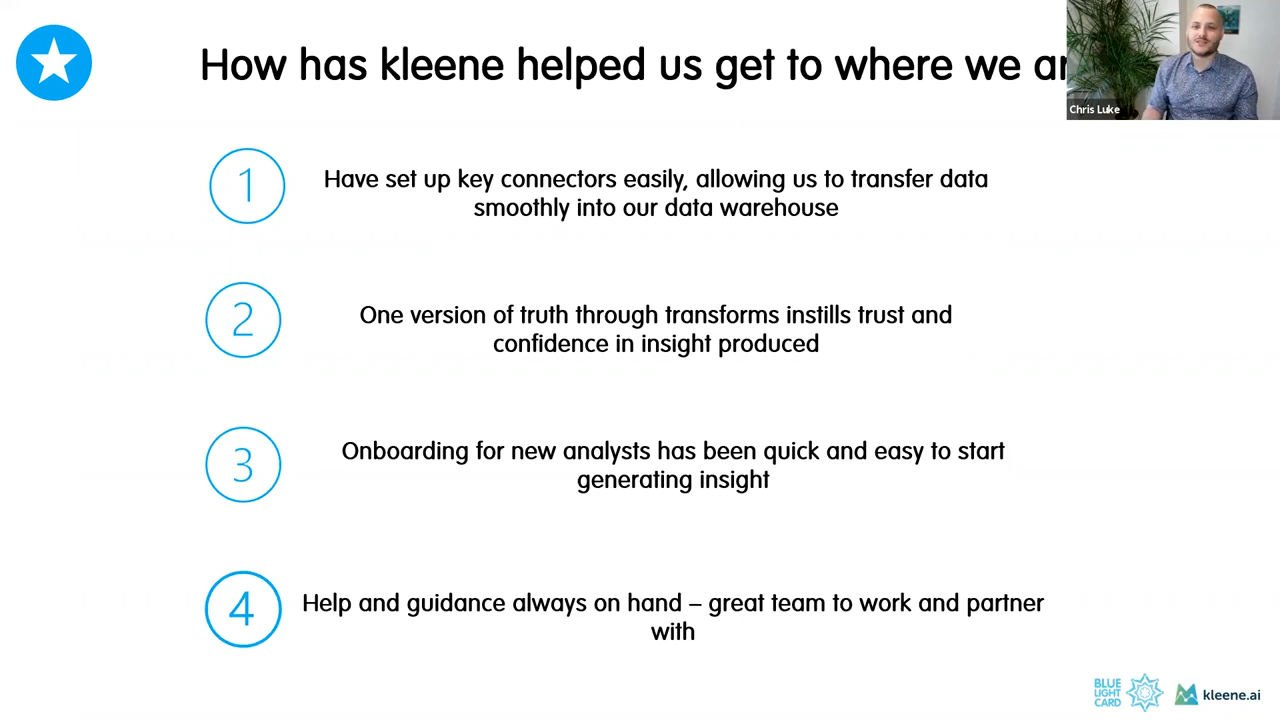 How has kleene helped us get to where we ar
Chris Luke
1
Have set up key connectors easily, allowing us to transfer data
smoothly into our data warehouse
2
One version of truth through transforms instills trust and
confidence in insight produced
3
Onboarding for new analysts has been quick and easy to start
generating insight
4
Help and guidance always on hand – great team to work and partner
with
BLUE
LIGHT
CARD
kleene.ai